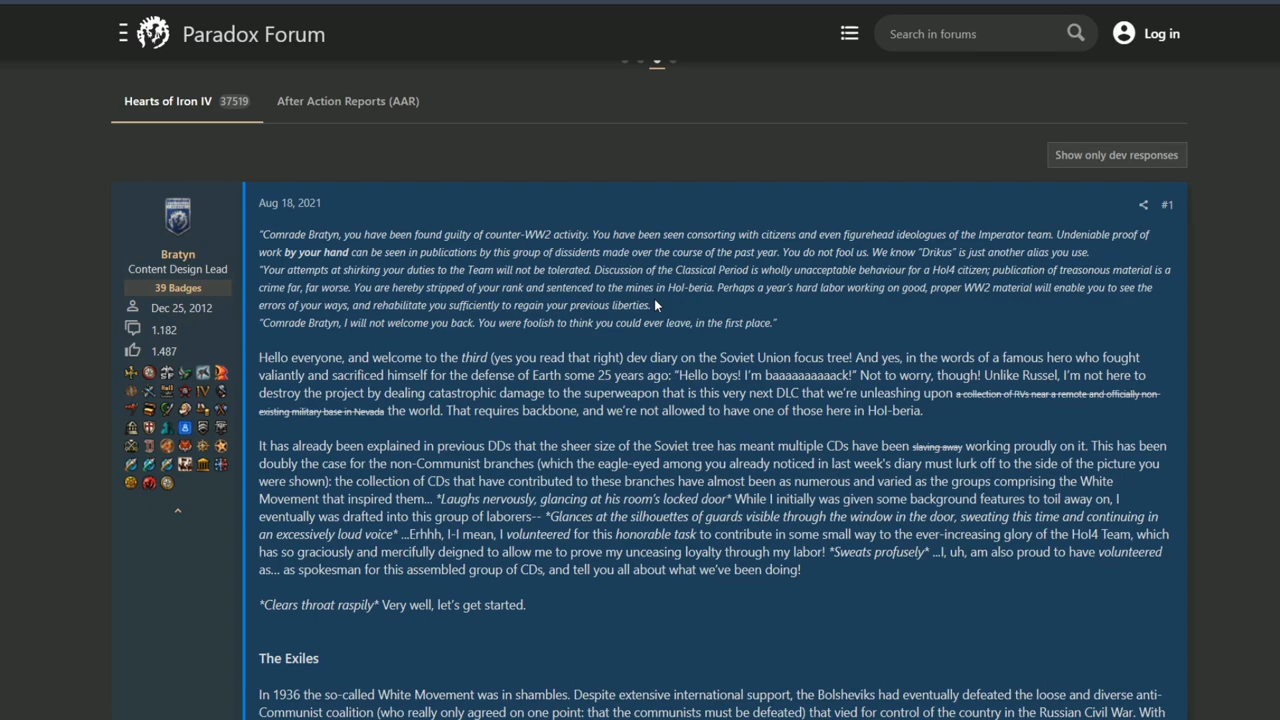 Paradox Forum
Search in forums
Log in
Hearts of Iron IV 37519 After Action Reports (AAR)
Show only dev responses
Bratyn
Content Design Lead
39 Badges
Dec 25, 2012
1.182
1.487
Aug 18, 2021
#1
“Comrade Bratyn, you have been found guilty of counter-WW2 activity. You have been seen consorting with citizens and even figurehead ideologues of the Imperator team. Undeniable proof of
work by your hand can be seen in publications by this group of dissidents made over the course of the past year. You do not fool us. We know “Drikus” is just another alias you use.
“Your attempts at shirking your duties to the Team will not be tolerated. Discussion of the Classical Period is wholly unacceptable behaviour for a HoI4 citizen; publication of treasonous material is a
crime far, far worse. You are hereby stripped of your rank and sentenced to the mines in HoI-beria. Perhaps a year’s hard labor working on good, proper WW2 material will enable you to see the
errors of your ways, and rehabilitate you sufficiently to regain your previous liberties.
“Comrade Bratyn, I will not welcome you back. You were foolish to think you could ever leave, in the first place.”
Hello everyone, and welcome to the third (yes you read that right) dev diary on the Soviet Union focus tree! And yes, in the words of a famous hero who fought
valiantly and sacrificed himself for the defense of Earth some 25 years ago: “Hello boys! I’m baaaaaaaaaack!” Not to worry, though! Unlike Russel, I’m not here to
destroy the project by dealing catastrophic damage to the superweapon that is this very next DLC that we’re unleashing upon a collection of RVs near a remote and officially non-
existing military base in Nevada the world. That requires backbone, and we’re not allowed to have one of those here in HoI-beria.
It has already been explained in previous DDs that the sheer size of the Soviet tree has meant multiple CDs have been slaving away working proudly on it. This has been
doubly the case for the non-Communist branches (which the eagle-eyed among you already noticed in last week’s diary must lurk off to the side of the picture you
were shown): the collection of CDs that have contributed to these branches have almost been as numerous and varied as the groups comprising the White
Movement that inspired them... *Laughs nervously, glancing at his room’s locked door* While I initially was given some background features to toil away on, I
eventually was drafted into this group of laborers-- *Glances at the silhouettes of guards visible through the window in the door, sweating this time and continuing in
an excessively loud voice* ...Erhhh, I-I mean, I volunteered for this honorable task to contribute in some small way to the ever-increasing glory of the HoI4 Team, which
has so graciously and mercifully deigned to allow me to prove my unceasing loyalty through my labor! *Sweats profusely* ...I, uh, am also proud to have volunteered
as... as spokesman for this assembled group of CDs, and tell you all about what we’ve been doing!
*Clears throat raspily* Very well, let’s get started.
The Exiles
In 1936 the so-called White Movement was in shambles. Despite extensive international support, the Bolsheviks had eventually defeated the loose and diverse anti-
Communist coalition (who really only agreed on one point: that the communists must be defeated) that vied for control of the country in the Russian Civil War. With